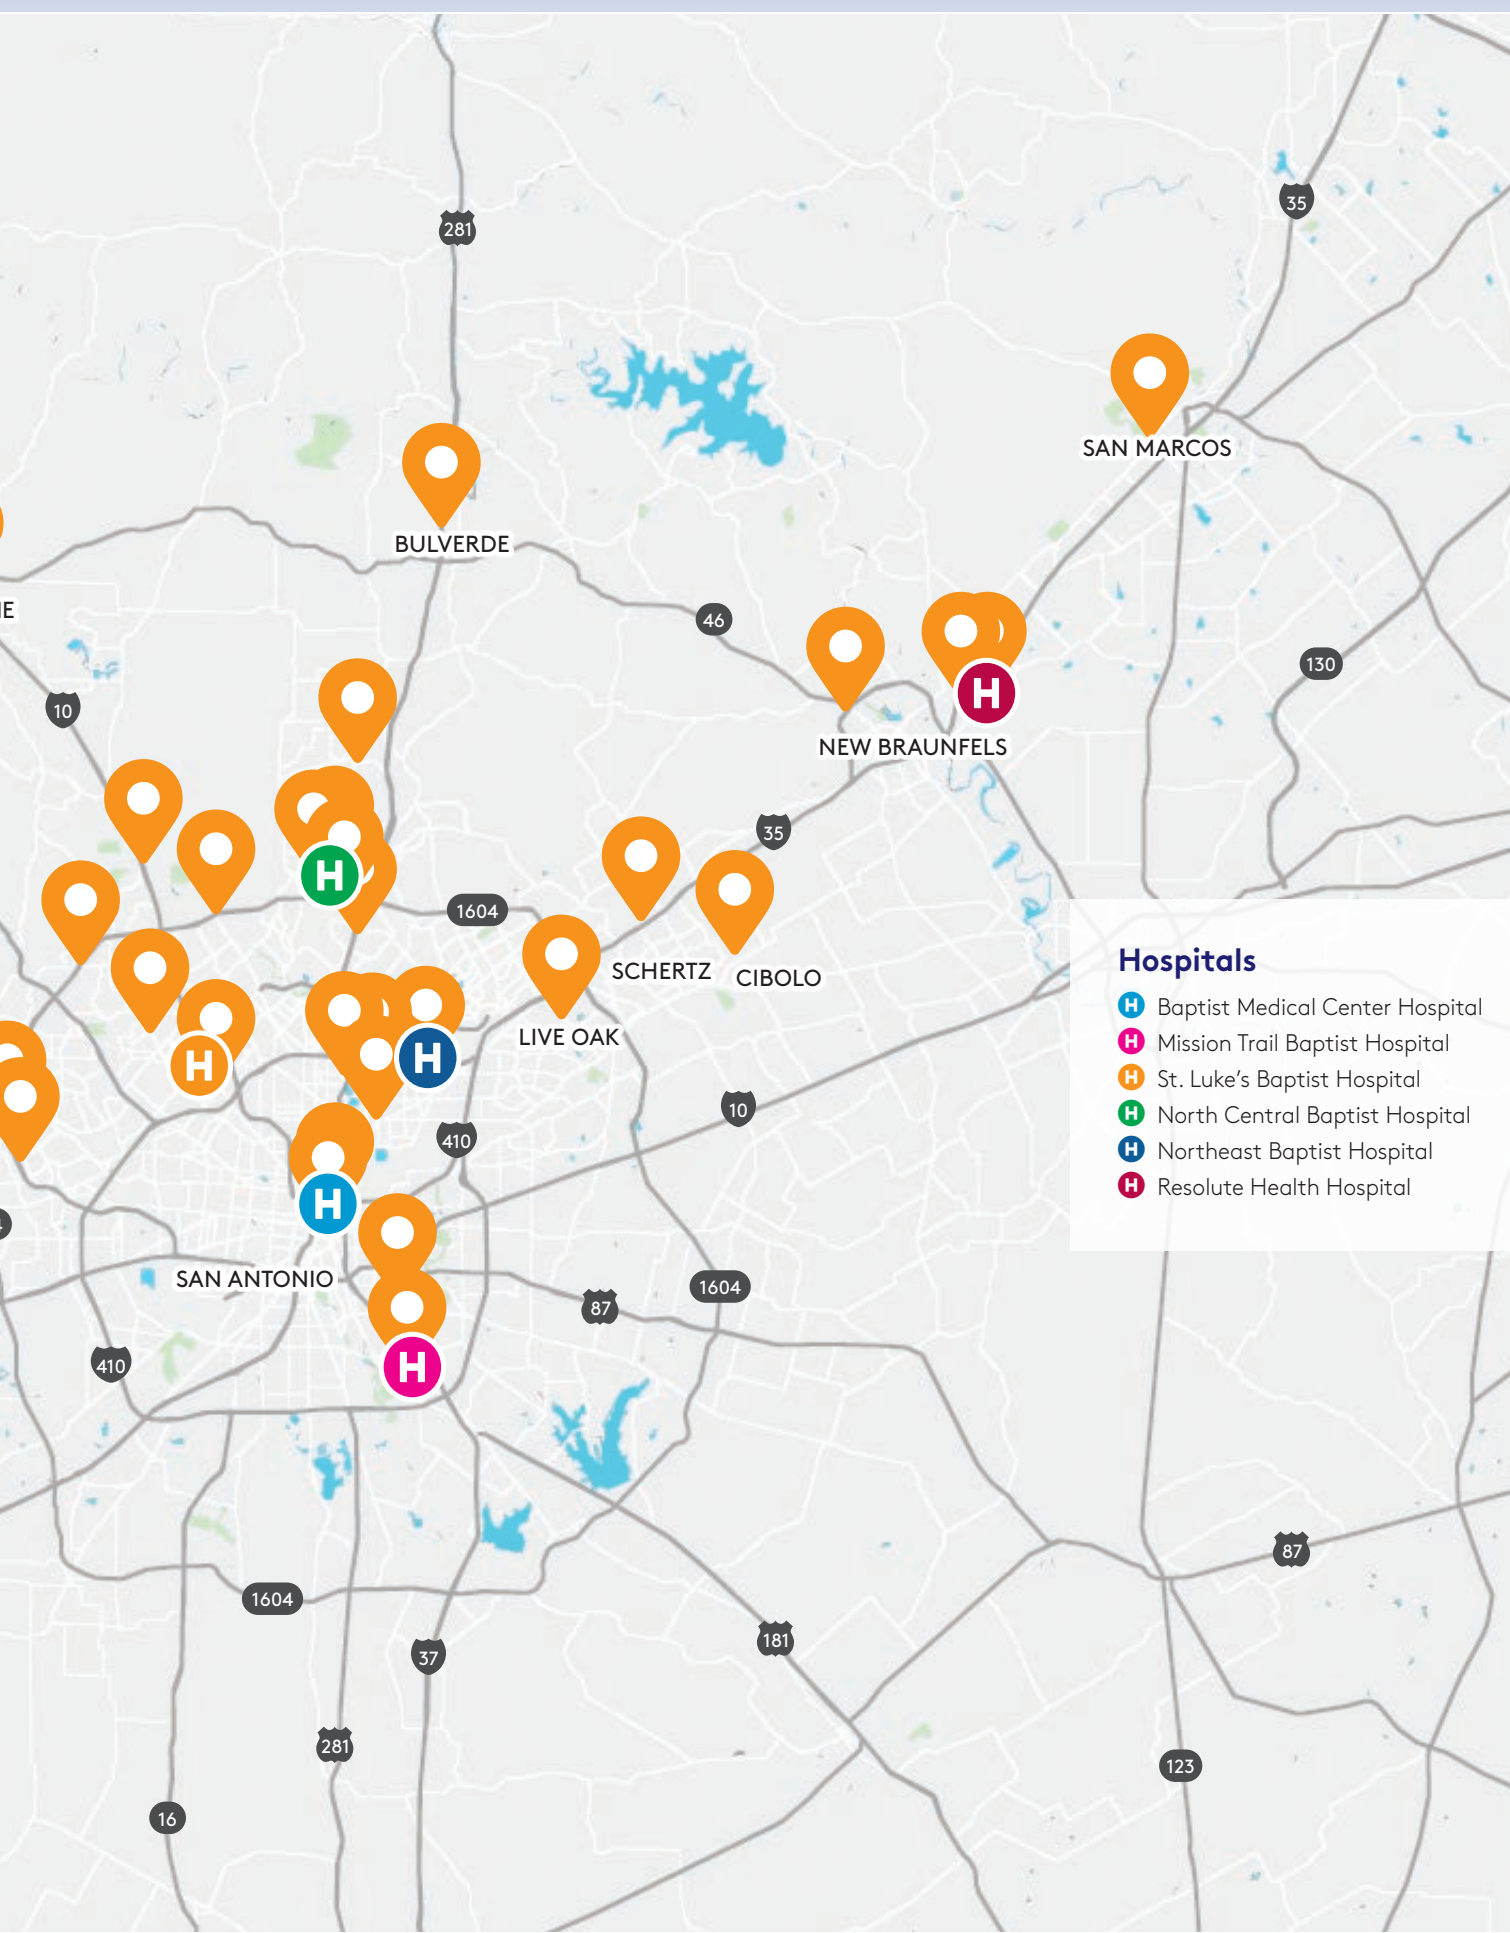 35
281
SAN MARCOS
BULVERDE
IE
46
130
10
H
NEW BRAUNFELS
35
H
1604
SCHERTZ
CIBOLO
Hospitals
H Baptist Medical Center Hospital
H Mission Trail Baptist Hospital
H St. Luke's Baptist Hospital
H North Central Baptist Hospital
H Northeast Baptist Hospital
H Resolute Health Hospital
LIVE OAK
H
H
10
410
H
SAN ANTONIO
1604
87
410
H
87
1604
181
37
281
123
16